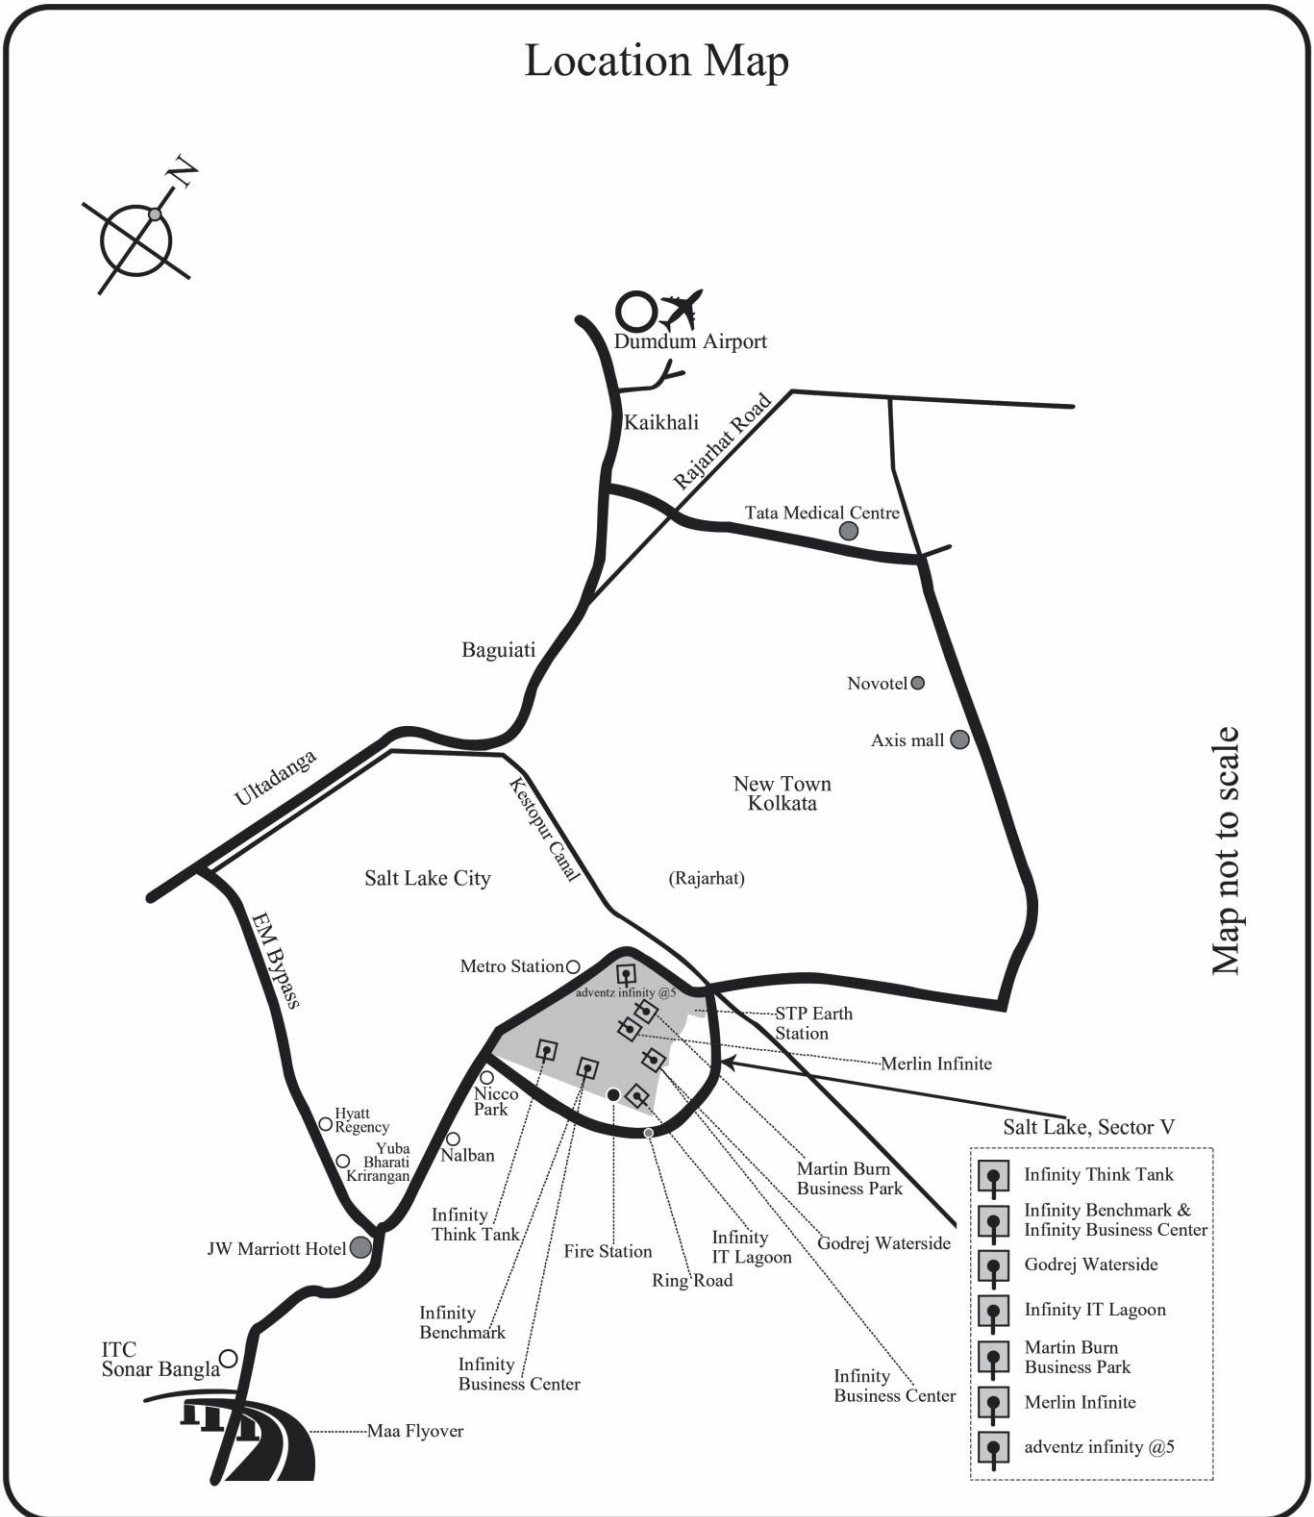 Location Map
N
Dumdum Airport
Kaikhali
Rajarhat Road
Tata Medical Centre
Baguiati
Novotel
Axis mall
Ultadanga
Kestopur Canal
New Town
Kolkata
Map not to scale
Salt Lake City
(Rajarhat)
EM Bypass
Metro Station
adventz infinity @5
STP Earth
Station
Merlin Infinite
Nicco
Park
Hyatt
Regency
Yuba
Bharati
Krirangan
Nalban
Salt Lake, Sector V
Martin Burn
Business Park
Infinity
Think Tank
Fire Station
Infinity
IT Lagoon
Godrej Waterside
Ring Road
JW Marriott Hotel
Infinity
Benchmark
Infinity
Business Center
Infinity
Business Center
ITC
Sonar Bangla
Maa Flyover
Infinity Think Tank
Infinity Benchmark &
Infinity Business Center
Godrej Waterside
Infinity IT Lagoon
Martin Burn
Business Park
Merlin Infinite
adventz infinity @5